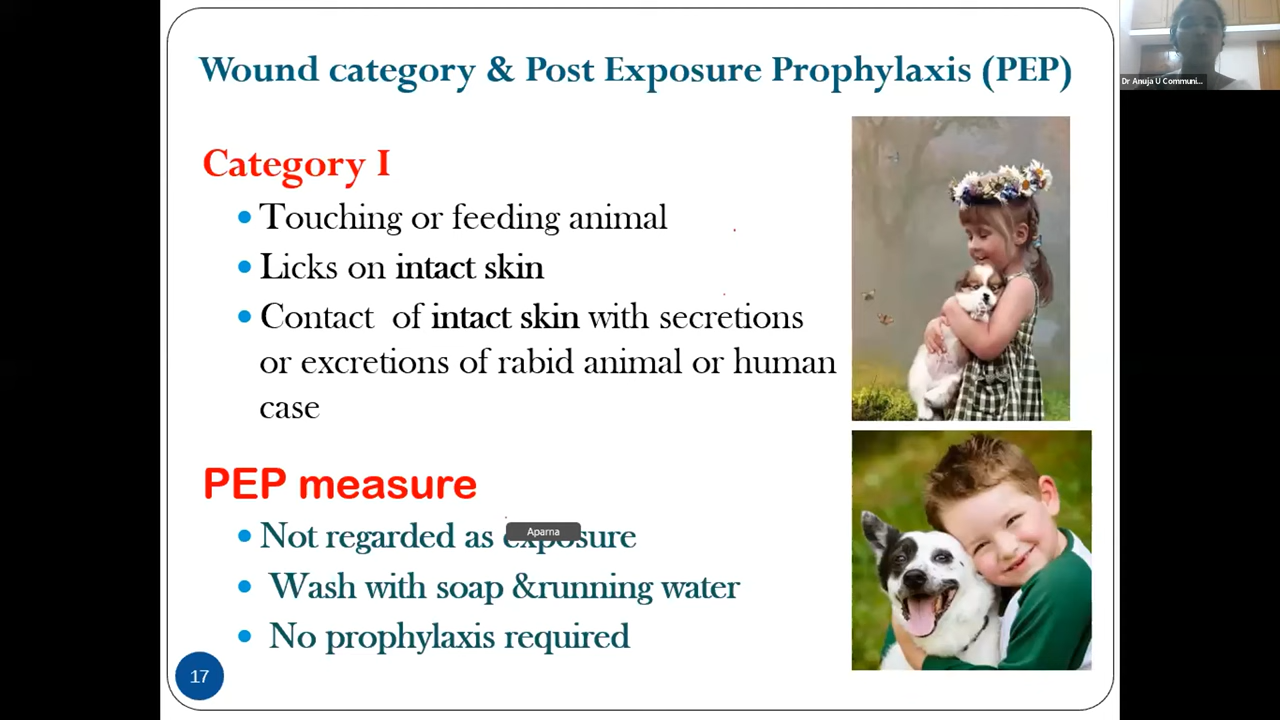 Wound category & Post Exposure Prophylaxis (PEP)
Dr Anuja U Communi...
Category I
Touching or feeding animal
Licks on intact skin
Contact of intact skin with secretions
or excretions of rabid animal or human
case
PEP measure
Not regarded as exposure
Aparna
Wash with soap &running water
No prophylaxis required
17